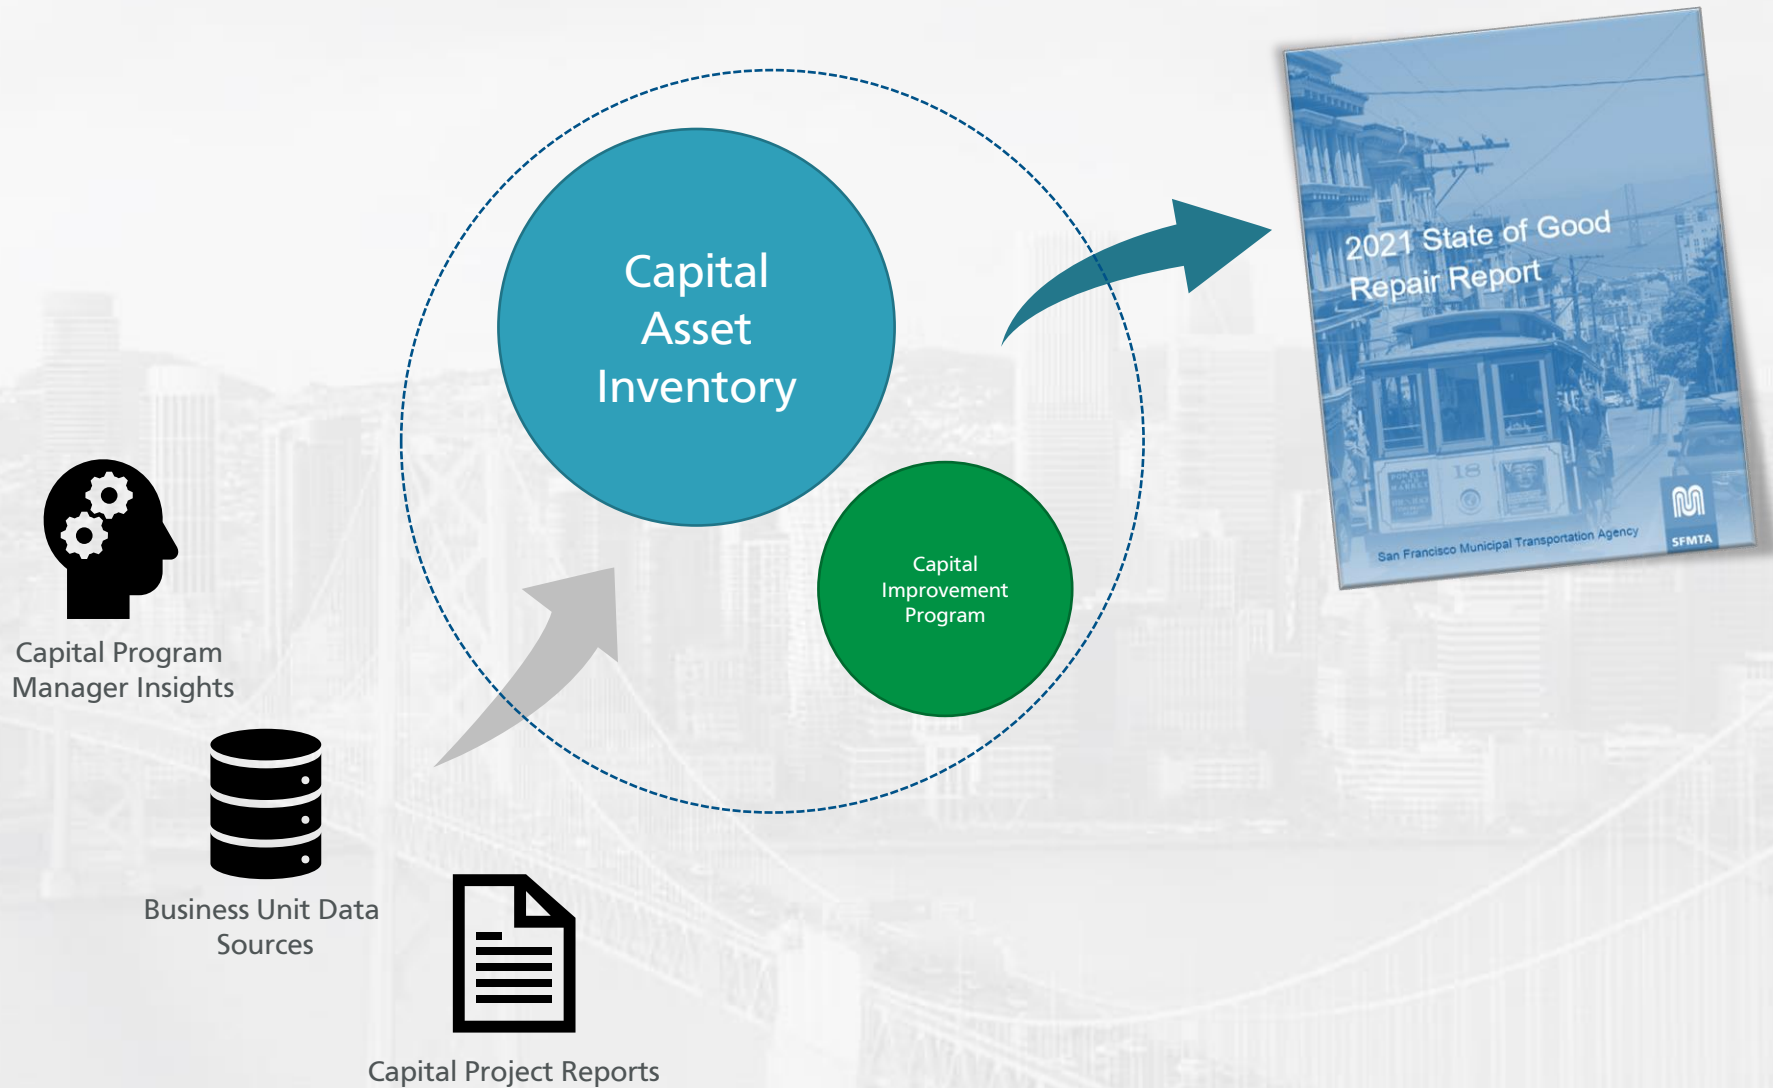 Capital
Asset
Inventory
Capital
Improvement
Program
Capital Program
Manager Insights
Business Unit Data
Sources
Capital Project Reports
2021 State of Good
Repair Report
18
San Francisco Municipal Transportation Agency
SFMTA